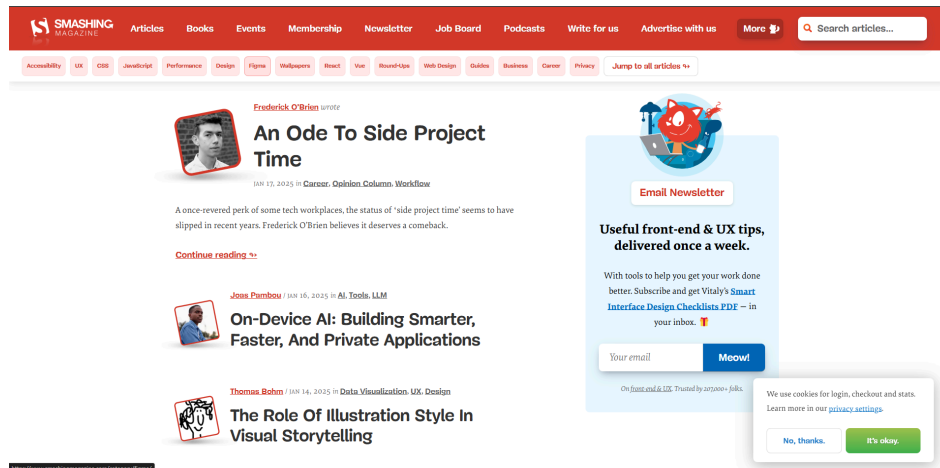 SMASHING
MAGAZINE
Articles
Books
Events
Membership
Newsletter
Job Board
Podcasts
Write for us
Advertise with us
More
Search articles...
Accessibility
UX
CSS
JavaScript
Performance
Design
Figma
Wallpapers
React
Vue
Round-Ups
Web Design
Guides
Business
Career
Privacy
Jump to all articles ↬
Frederick O'Brien wrote
An Ode To Side Project
Time
JAN 17, 2025 in Career, Opinion Column, Workflow
A once-revered perk of some tech workplaces, the status of ‘side project time’ seems to have
slipped in recent years. Frederick O’Brien believes it deserves a comeback.
Continue reading ↬
Joas Pambou / JAN 16, 2025 in AI, Tools, LLM
On-Device AI: Building Smarter,
Faster, And Private Applications
Thomas Bohm / JAN 14, 2025 in Data Visualization, UX, Design
The Role Of Illustration Style In
Visual Storytelling
Email Newsletter
Useful front-end & UX tips,
delivered once a week.
With tools to help you get your work done
better. Subscribe and get Vitaly’s Smart
Interface Design Checklists PDF — in
your inbox. 🎁
Your email
Meow!
On front-end & UX. Trusted by 207,000+ folks.
We use cookies for login, checkout and stats.
Learn more in our privacy settings.
No, thanks.
It's okay.